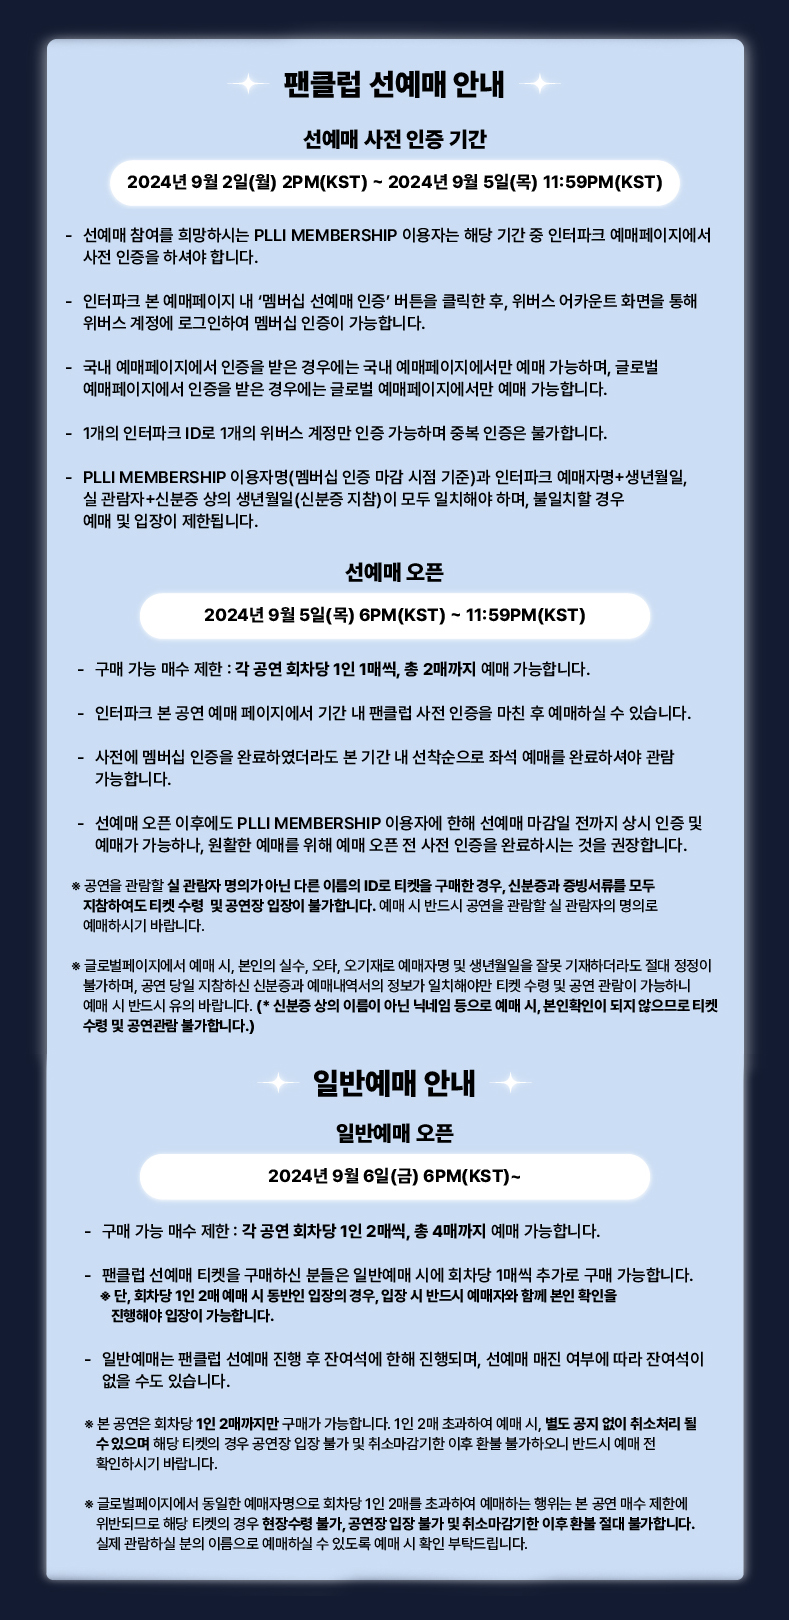 팬클럽 선예매 안내
선예매 사전 인증 기간
2024년 9월 2일(월) 2PM(KST) ~ 2024년 9월 5일(목) 11:59PM(KST)
- 선예매 참여를 희망하시는 PLLI MEMBERSHIP 이용자는 해당 기간 중 인터파크 예매페이지에서
사전 인증을 하셔야 합니다.
- 인터파크 본 예매페이지 내 ‘멤버십 선예매 인증’ 버튼을 클릭한 후, 위버스 어카운트 화면을 통해
위버스 계정에 로그인하여 멤버십 인증이 가능합니다.
- 국내 예매페이지에서 인증을 받은 경우에는 국내 예매페이지에서만 예매 가능하며, 글로벌
예매페이지에서 인증을 받은 경우에는 글로벌 예매페이지에서만 예매 가능합니다.
- 1개의 인터파크 ID로 1개의 위버스 계정만 인증 가능하며 중복 인증은 불가합니다.
- PLLI MEMBERSHIP 이용자명(멤버십 인증 마감 시점 기준)과 인터파크 예매자명+생년월일,
실 관람자+신분증 상의 생년월일(신분증 지참)이 모두 일치해야 하며, 불일치할 경우
예매 및 입장이 제한됩니다.
선예매 오픈
2024년 9월 5일(목) 6PM(KST) ~ 11:59PM(KST)
- 구매 가능 매수 제한 : 각 공연 회차당 1인 1매씩, 총 2매까지 예매 가능합니다.
- 인터파크 본 공연 예매 페이지에서 기간 내 팬클럽 사전 인증을 마친 후 예매하실 수 있습니다.
- 사전에 멤버십 인증을 완료하였더라도 본 기간 내 선착순으로 좌석 예매를 완료하셔야 관람
가능합니다.
- 선예매 오픈 이후에도 PLLI MEMBERSHIP 이용자에 한해 선예매 마감일 전까지 상시 인증 및
예매가 가능하나, 원활한 예매를 위해 예매 오픈 전 사전 인증을 완료하시는 것을 권장합니다.
※ 공연을 관람할 실 관람자 명의가 아닌 다른 이름의 ID로 티켓을 구매한 경우, 신분증과 증빙서류를 모두
지참하여도 티켓 수령 및 공연장 입장이 불가합니다. 예매 시 반드시 공연을 관람할 실 관람자의 명의로
예매하시기 바랍니다.
※ 글로벌페이지에서 예매 시, 본인의 실수, 오타, 오기재로 예매자명 및 생년월일을 잘못 기재하더라도 절대 정정이
불가하며, 공연 당일 지참하신 신분증과 예매내역서의 정보가 일치해야만 티켓 수령 및 공연 관람이 가능하니
예매 시 반드시 유의 바랍니다. (* 신분증 상의 이름이 아닌 닉네임 등으로 예매 시, 본인확인이 되지 않으므로 티켓
수령 및 공연관람 불가합니다.)
일반예매 안내
일반예매 오픈
2024년 9월 6일(금) 6PM(KST)~
- 구매 가능 매수 제한 : 각 공연 회차당 1인 2매씩, 총 4매까지 예매 가능합니다.
- 팬클럽 선예매 티켓을 구매하신 분들은 일반예매 시에 회차당 1매씩 추가로 구매 가능합니다.
※ 단, 회차당 1인 2매 예매 시 동반인 입장의 경우, 입장 시 반드시 예매자와 함께 본인 확인을
진행해야 입장이 가능합니다.
- 일반예매는 팬클럽 선예매 진행 후 잔여석에 한해 진행되며, 선예매 매진 여부에 따라 잔여석이
없을 수도 있습니다.
※ 본 공연은 회차당 1인 2매까지만 구매가 가능합니다. 1인 2매 초과하여 예매 시, 별도 공지 없이 취소처리 될
수 있으며 해당 티켓의 경우 공연장 입장 불가 및 취소마감기한 이후 환불 불가하오니 반드시 예매 전
확인하시기 바랍니다.
※ 글로벌페이지에서 동일한 예매자명으로 회차당 1인 2매를 초과하여 예매하는 행위는 본 공연 매수 제한에
위반되므로 해당 티켓의 경우 현장수령 불가, 공연장 입장 불가 및 취소마감기한 이후 환불 절대 불가합니다.
실제 관람하실 분의 이름으로 예매하실 수 있도록 예매 시 확인 부탁드립니다.